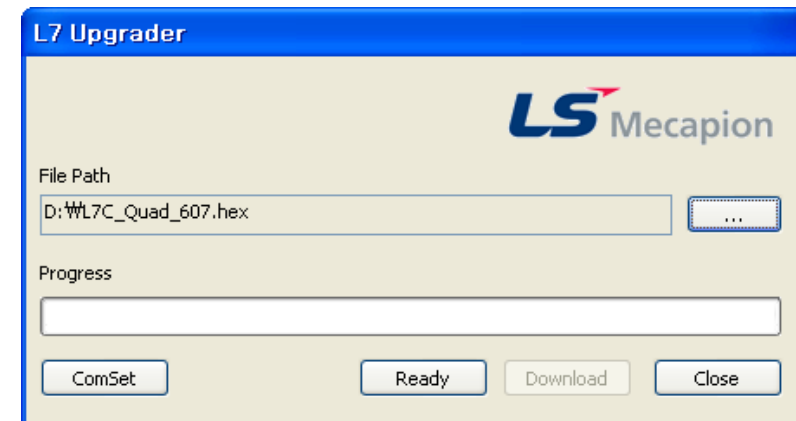 L7 Upgrader
LS Mecapion
File Path
D:₩L7C_Quad_607.hex
...
Progress
ComSet Ready Download Close